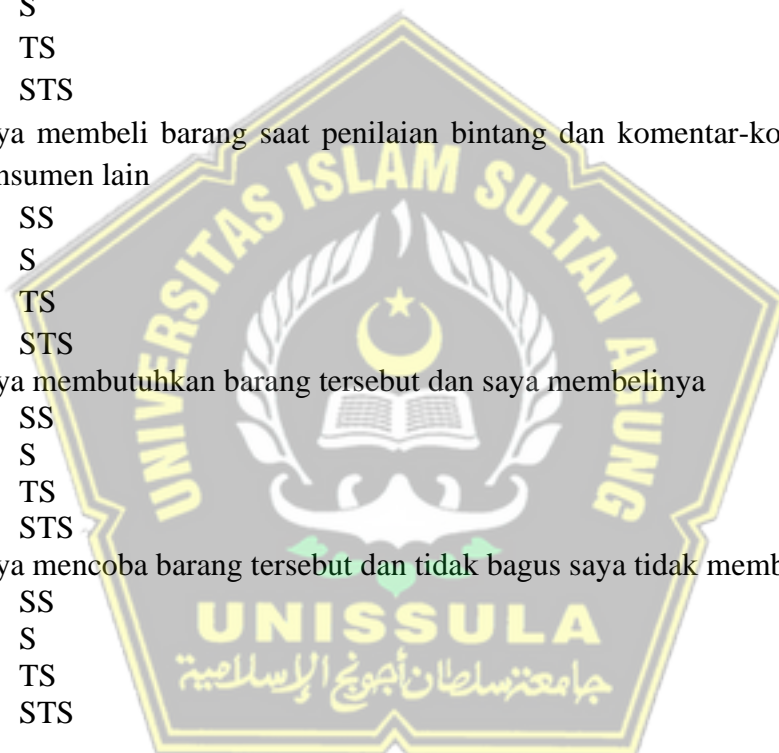 S
TS
STS
ya membeli barang saat penilaian bintang dan komentar-ko
nsumen lain
SS
S
TS
STS
ya membutuhkan barang tersebut dan saya membelinya
SS
S
TS
STS
ya mencoba barang tersebut dan tidak bagus saya tidak memb
SS
S
TS
STS
UNIVERSITAS ISLAM SULTAN AGUNG
UNISSULA
جامعة سلطان أجونج الإسلامية